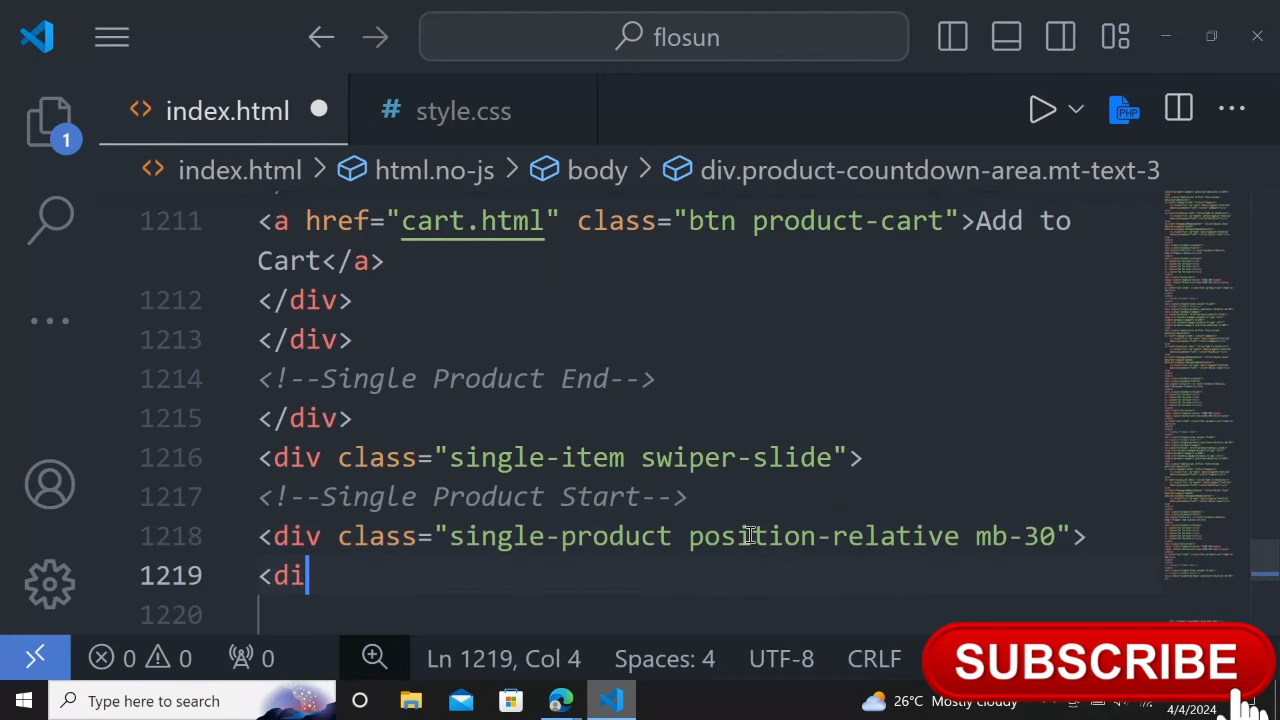 flosun
index.html
# style.css
PHP
1
index.html > html.no-js > body > div.product-countdown-area.mt-text-3
1211 <a href="cart.html" class="btn product-cart">Add to
Cart</a>
1212 </div>
1213 </div>
1214 <!--Single Product End-->
1215 </div>
1216 <div class="single-item swiper-slide">
1217 <!--Single Product Start-->
1218 <div class="single-product position-relative mb-30">
1219 <di
1220
0 0 0 Ln 1219, Col 4 Spaces: 4 UTF-8 CRLF
SUBSCRIBE
Type here to search
26°C Mostly cloudy
4/4/2024